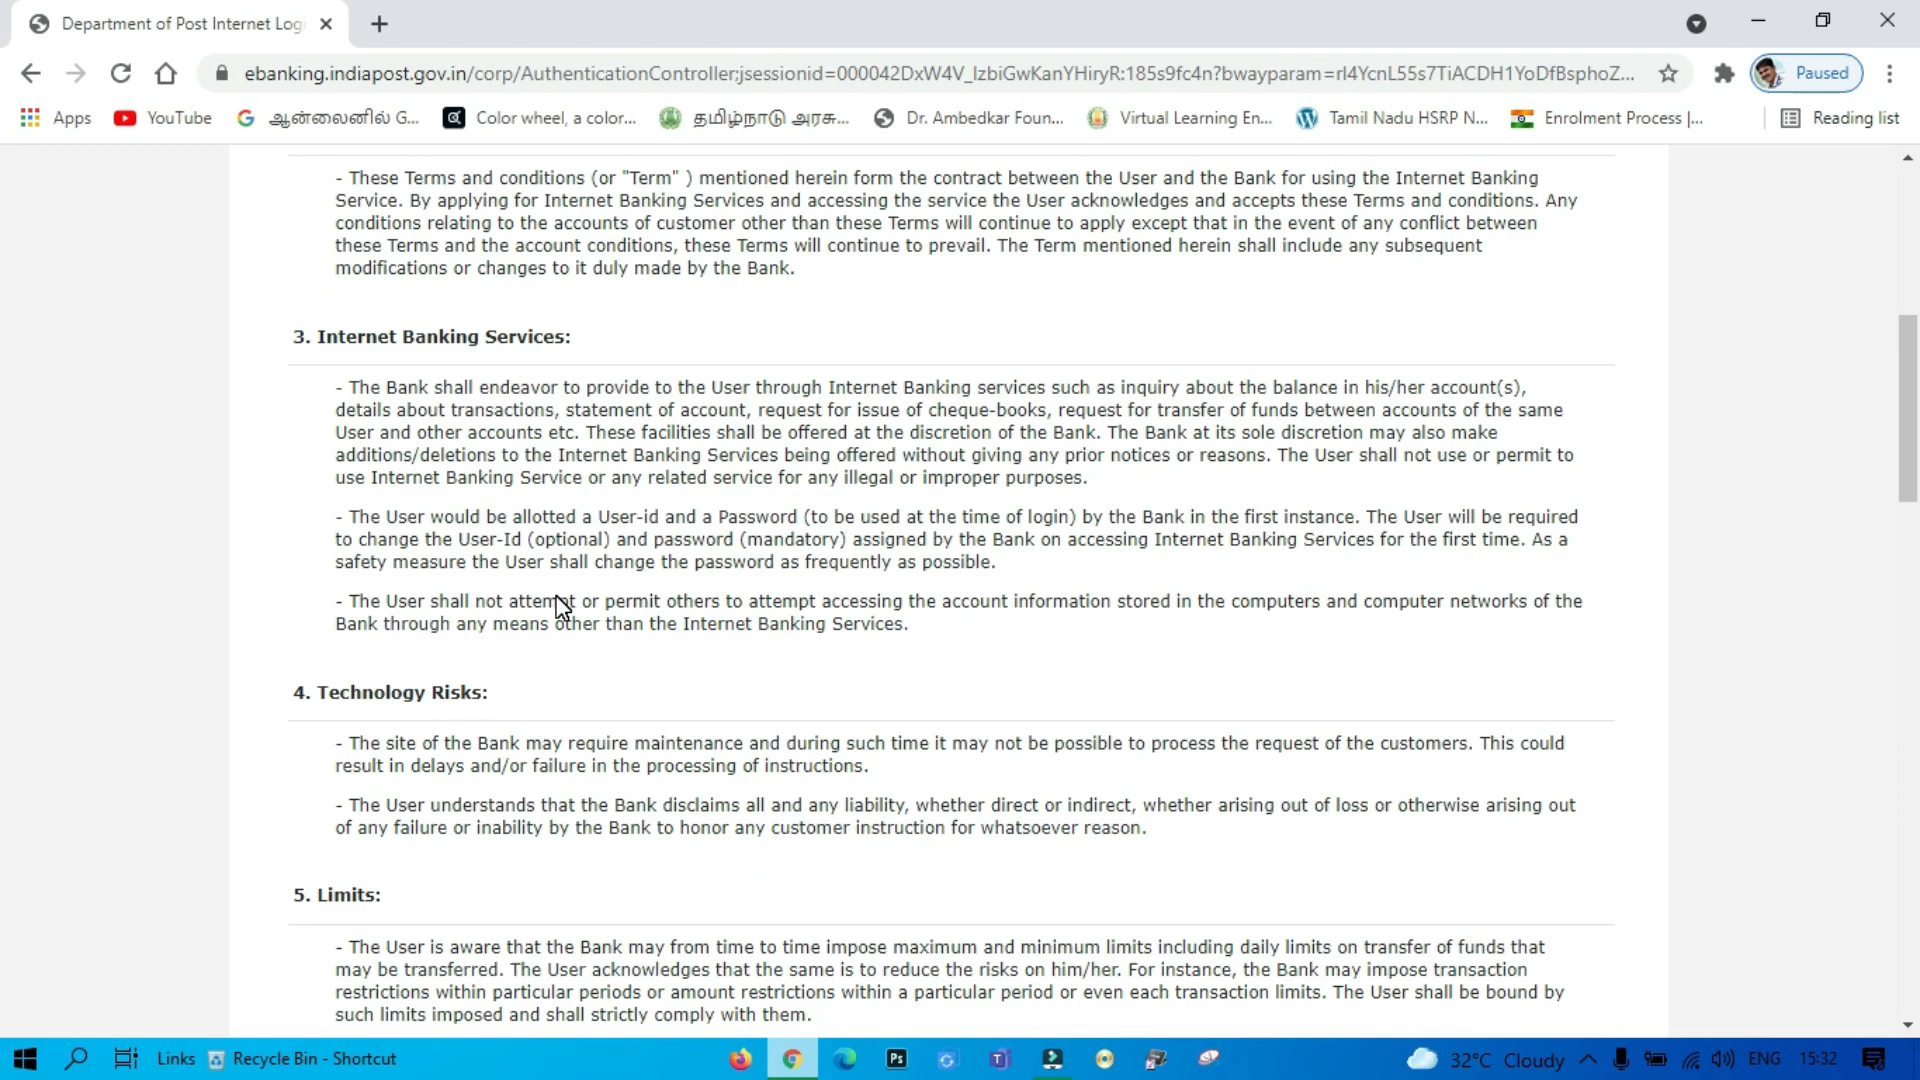 Department of Post Internet Log
ebanking.indiapost.gov.in/corp/AuthenticationController;jsessionid=000042DxW4V_IzbiGwKanYHiryR:185s9fc4n?bwayparam=rI4YcnL55s7TiACDH1YoDfBsphoZ...
Paused
Apps
YouTube
ஆன்லைனில் G...
Color wheel, a color...
தமிழ்நாடு அரசு...
Dr. Ambedkar Foun...
Virtual Learning En...
Tamil Nadu HSRP N...
Enrolment Process |...
Reading list
- These Terms and conditions (or "Term" ) mentioned herein form the contract between the User and the Bank for using the Internet Banking
Service. By applying for Internet Banking Services and accessing the service the User acknowledges and accepts these Terms and conditions. Any
conditions relating to the accounts of customer other than these Terms will continue to apply except that in the event of any conflict between
these Terms and the account conditions, these Terms will continue to prevail. The Term mentioned herein shall include any subsequent
modifications or changes to it duly made by the Bank.
3. Internet Banking Services:
- The Bank shall endeavor to provide to the User through Internet Banking services such as inquiry about the balance in his/her account(s),
details about transactions, statement of account, request for issue of cheque-books, request for transfer of funds between accounts of the same
User and other accounts etc. These facilities shall be offered at the discretion of the Bank. The Bank at its sole discretion may also make
additions/deletions to the Internet Banking Services being offered without giving any prior notices or reasons. The User shall not use or permit to
use Internet Banking Service or any related service for any illegal or improper purposes.
- The User would be allotted a User-id and a Password (to be used at the time of login) by the Bank in the first instance. The User will be required
to change the User-Id (optional) and password (mandatory) assigned by the Bank on accessing Internet Banking Services for the first time. As a
safety measure the User shall change the password as frequently as possible.
- The User shall not attempt or permit others to attempt accessing the account information stored in the computers and computer networks of the
Bank through any means other than the Internet Banking Services.
4. Technology Risks:
- The site of the Bank may require maintenance and during such time it may not be possible to process the request of the customers. This could
result in delays and/or failure in the processing of instructions.
- The User understands that the Bank disclaims all and any liability, whether direct or indirect, whether arising out of loss or otherwise arising out
of any failure or inability by the Bank to honor any customer instruction for whatsoever reason.
5. Limits:
- The User is aware that the Bank may from time to time impose maximum and minimum limits including daily limits on transfer of funds that
may be transferred. The User acknowledges that the same is to reduce the risks on him/her. For instance, the Bank may impose transaction
restrictions within particular periods or amount restrictions within a particular period or even each transaction limits. The User shall be bound by
such limits imposed and shall strictly comply with them.
Links
Recycle Bin - Shortcut
Ps
32°C Cloudy
ENG
15:32